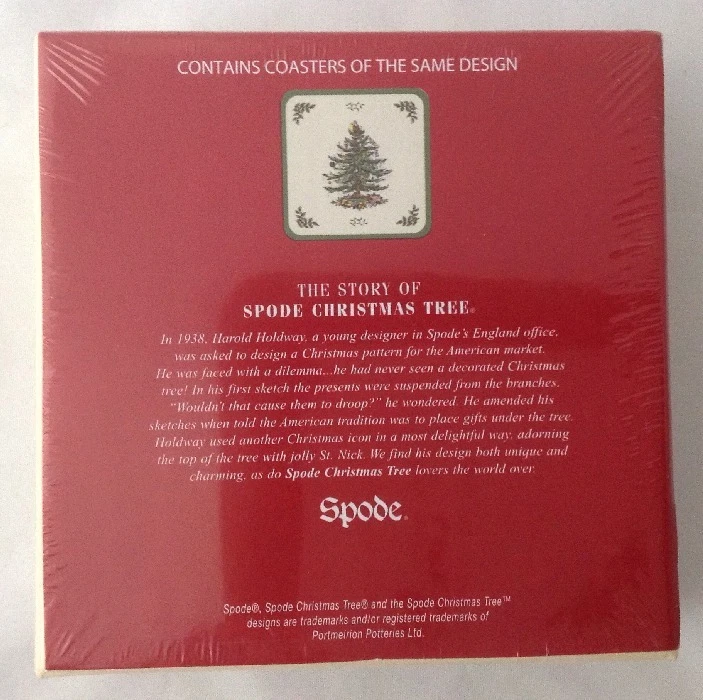 CONTAINS COASTERS OF THE SAME DESIGN
THE STORY OF
SPODE CHRISTMAS TREE®
In 1938, Harold Holdway, a young designer in Spode's England office,
was asked to design a Christmas pattern for the American market.
He was faced with a dilemma...he had never seen a decorated Christmas
tree! In his first sketch the presents were suspended from the branches.
"Wouldn't that cause them to droop?" he wondered. He amended his
sketches when told the American tradition was to place gifts under the tree.
Holdway used another Christmas icon in a most delightful way, adorning
the top of the tree with jolly St. Nick. We find his design both unique and
charming, as do Spode Christmas Tree lovers the world over.
Spode®
Spode®, Spode Christmas Tree® and the Spode Christmas Tree™
designs are trademarks and/or registered trademarks of
Portmeirion Potteries Ltd.